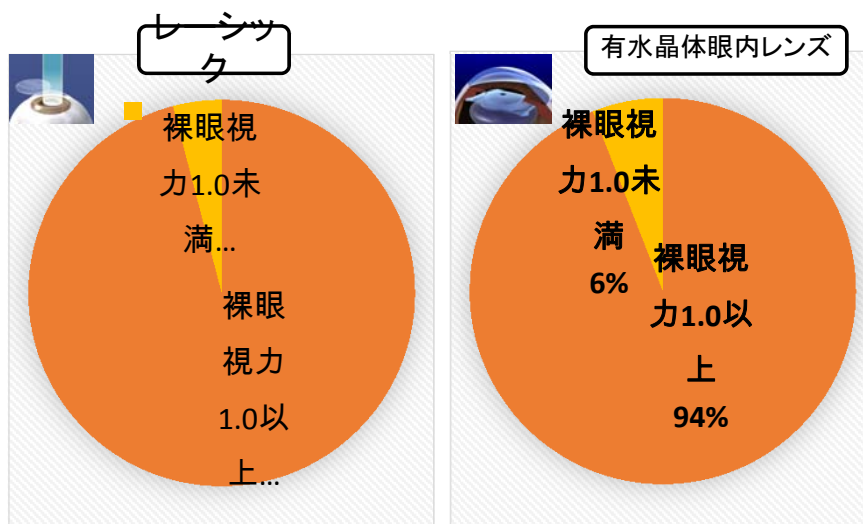 レーシッ
ク
裸眼視
力1.0未
満...
裸眼
視力
1.0以
上...
有水晶体眼内レンズ
裸眼視
力1.0未
満
6%
裸眼視
力1.0以
上
94%